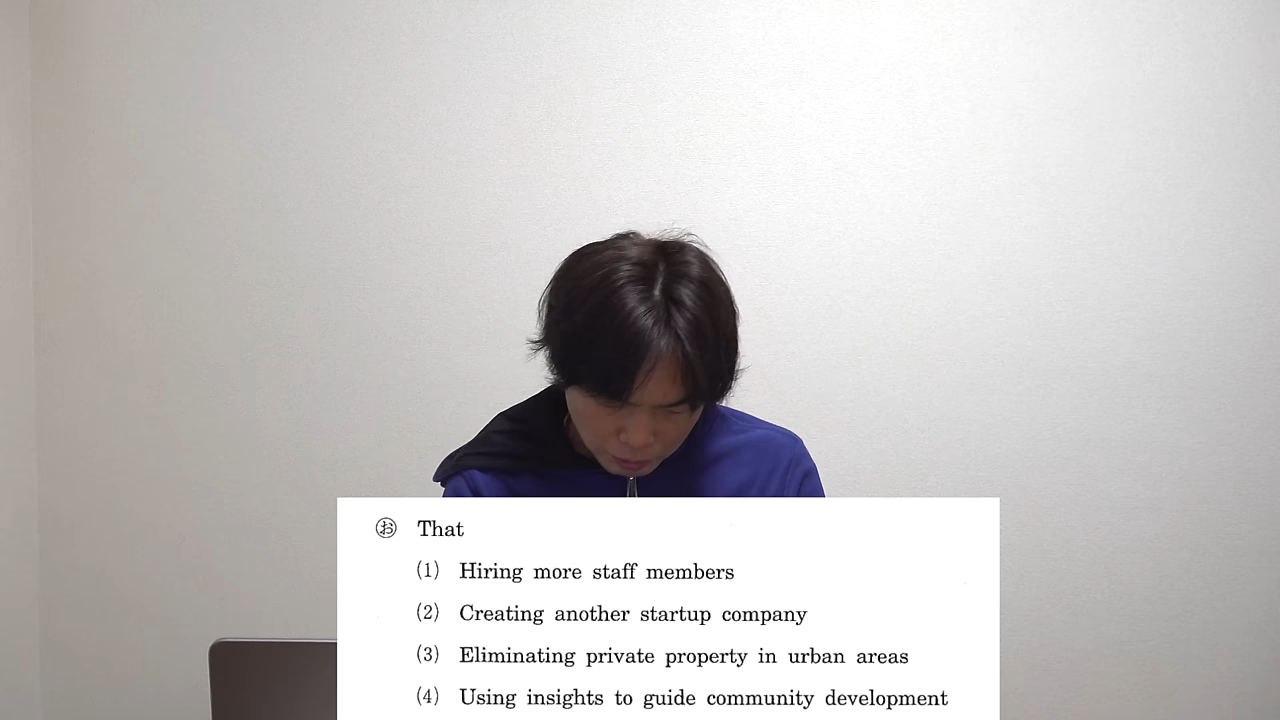 ㋔ That
(1) Hiring more staff members
(2) Creating another startup company
(3) Eliminating private property in urban areas
(4) Using insights to guide community development